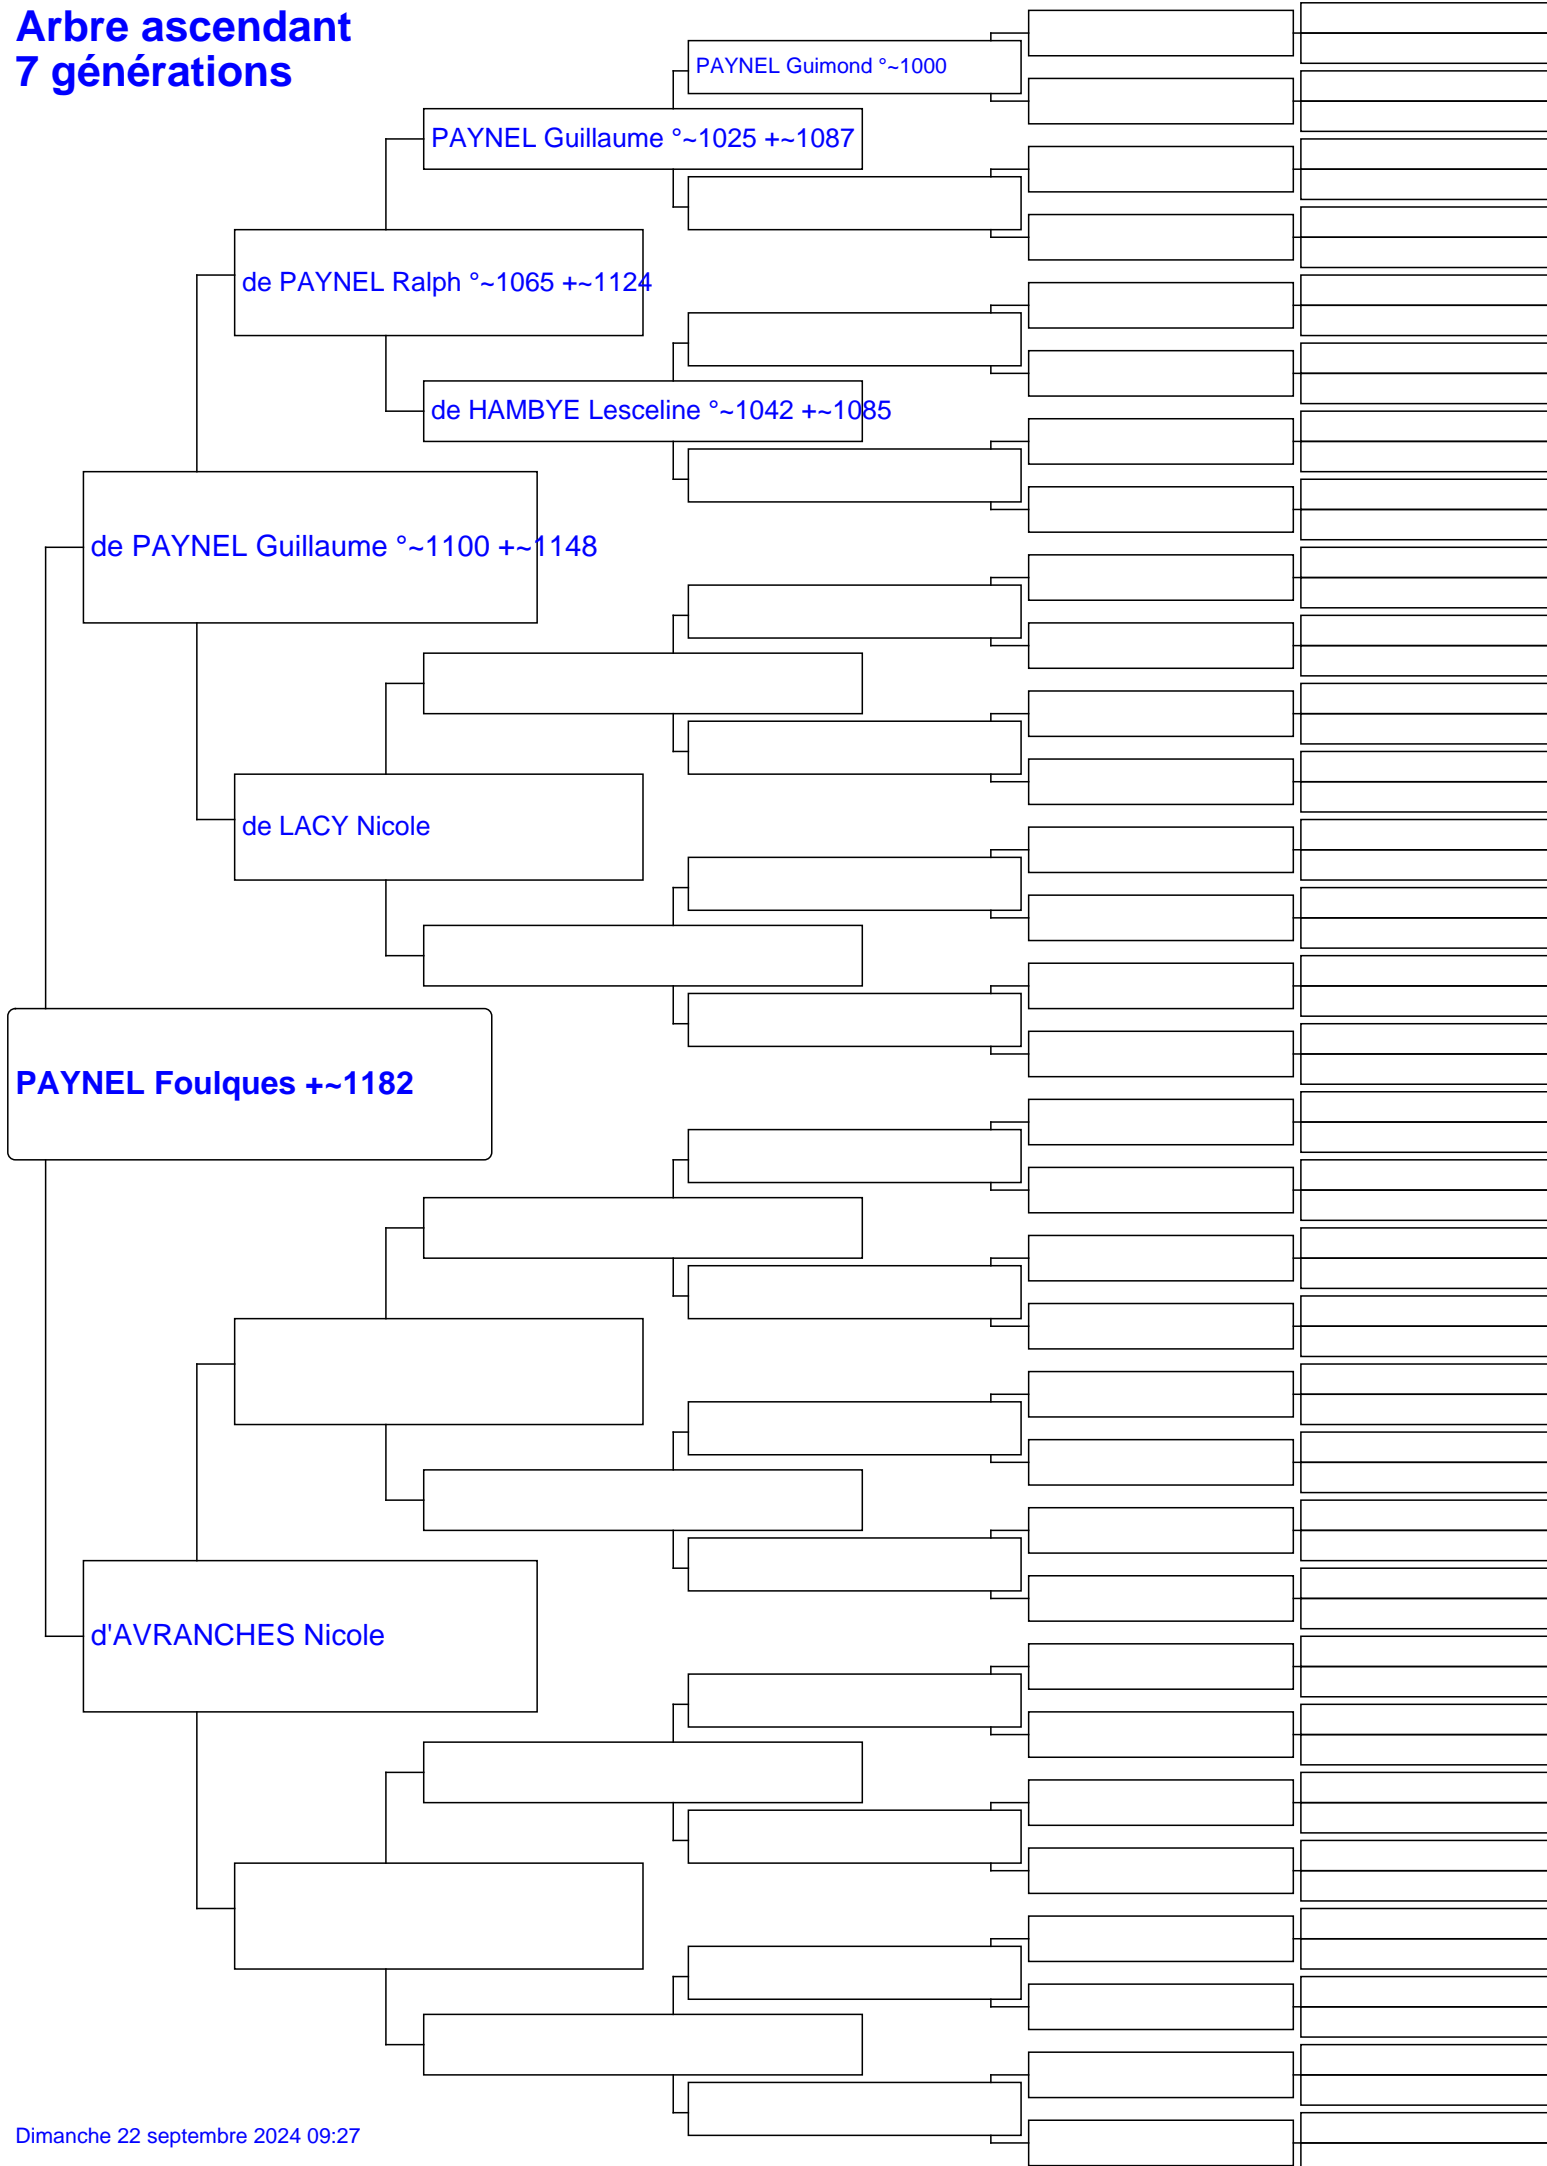 Arbre ascendant
7 générations
PAYNEL Guimond °~1000
PAYNEL Guillaume °~1025 +~1087
de PAYNEL Ralph °~1065 +~1124
de HAMBYE Lesceline °~1042 +~1085
de PAYNEL Guillaume °~1100 +~1148
de LACY Nicole
PAYNEL Foulques +~1182
d'AVRANCHES Nicole
Dimanche 22 septembre 2024 09:27